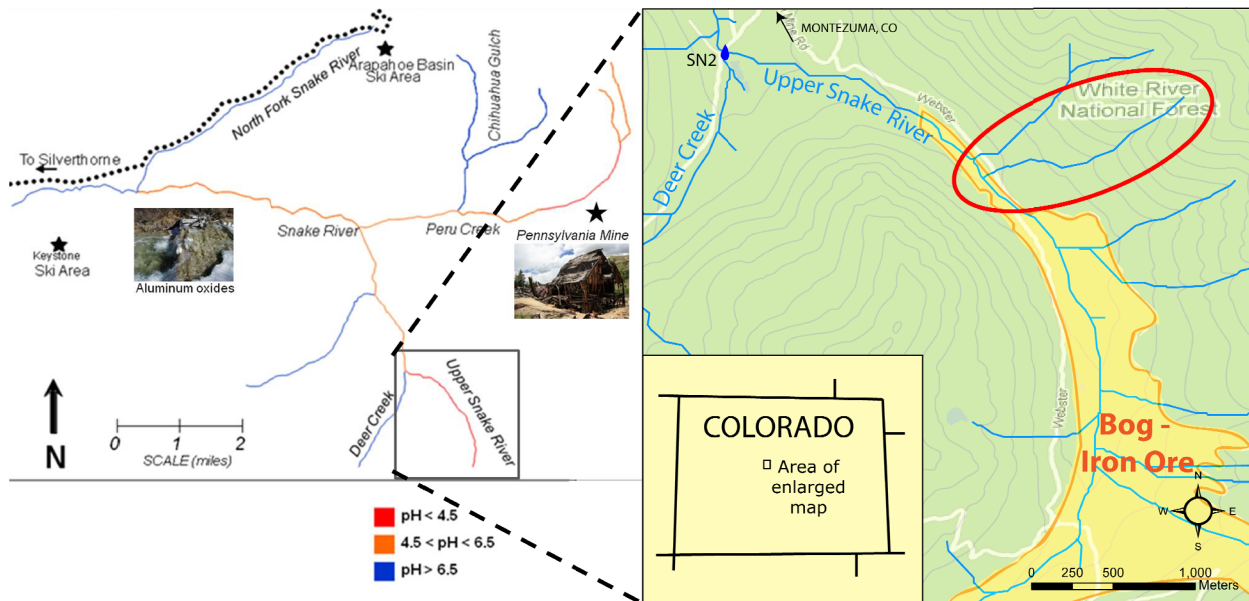 North Fork Snake River
Arapahoe Basin
Ski Area
Chihuahua Gulch
To Silverthorne
Snake River
Peru Creek
Pennsylvania Mine
Keystone
Ski Area
Aluminum oxides
N
0 1 2
SCALE (miles)
Deer Creek
Upper Snake River
pH < 4.5
4.5 < pH < 6.5
pH > 6.5
MONTEZUMA, CO
Mine Rd
SN2
Upper Snake River
Webster
White River
National Forest
Deer Creek
Webster
Bog -
Iron Ore
COLORADO
Area of
enlarged
map
N
W E
S
0 250 500 1,000
Meters